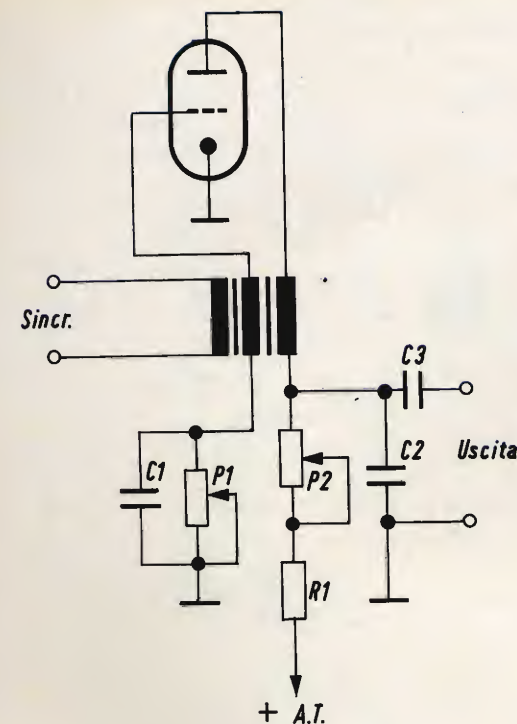 Sincr.
C3
C2
Uscita
C1
P1
P2
R1
+ A.T.